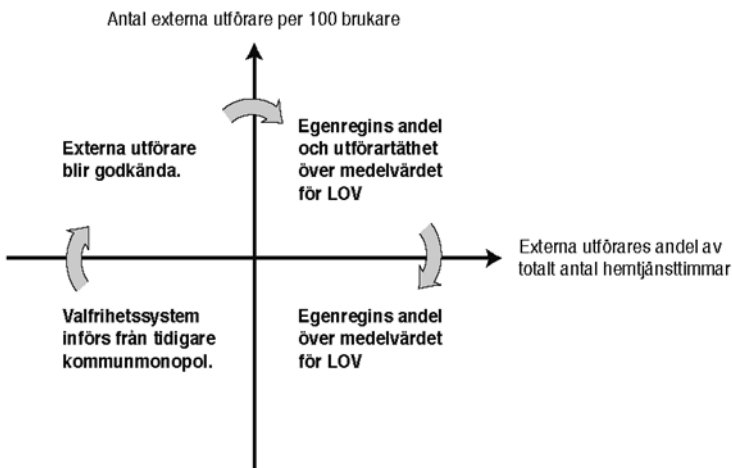 Antal externa utförare per 100 brukare
Externa utförare
blir godkända.
Egenregins andel
och utförartäthet
över medelvärdet
för LOV
Externa utförares andel av
totalt antal hemtjänsttimmar
Valfrihetssystem
införs från tidigare
kommunmonopol.
Egenregins andel
över medelvärdet
för LOV